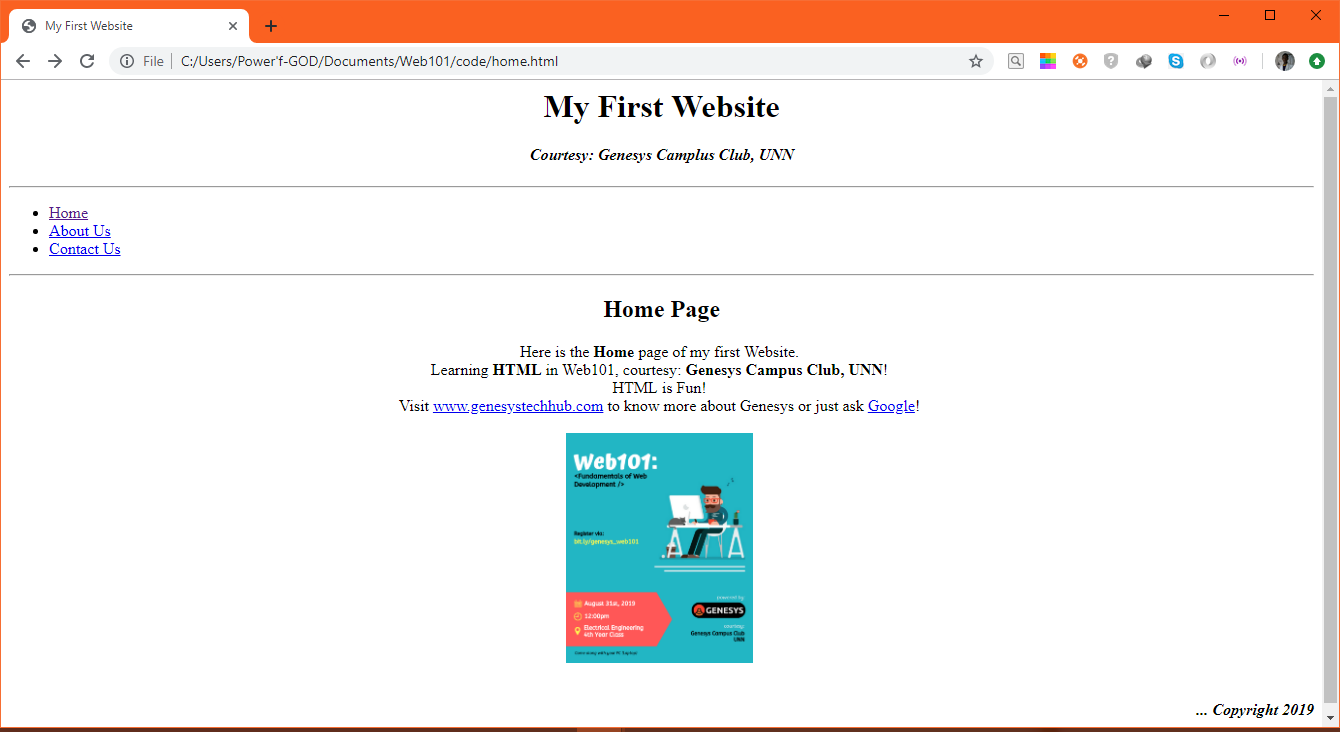 My First Website
File
C:/Users/Power'f-GOD/Documents/Web101/code/home.html
My First Website
Courtesy: Genesys Camplus Club, UNN
Home
About Us
Contact Us
Home Page
Here is the Home page of my first Website.
Learning HTML in Web101, courtesy: Genesys Campus Club, UNN!
HTML is Fun!
Visit www.genesystechhub.com to know more about Genesys or just ask Google!
Web101:
<Fundamentals of Web
Development />
Register via:
bit.ly/genesys_web101
August 31st, 2019
12:00pm
Electrical Engineering
4th Year Class
powered by:
GENESYS
courtesy:
Genesys Campus Club
UNN
... Copyright 2019